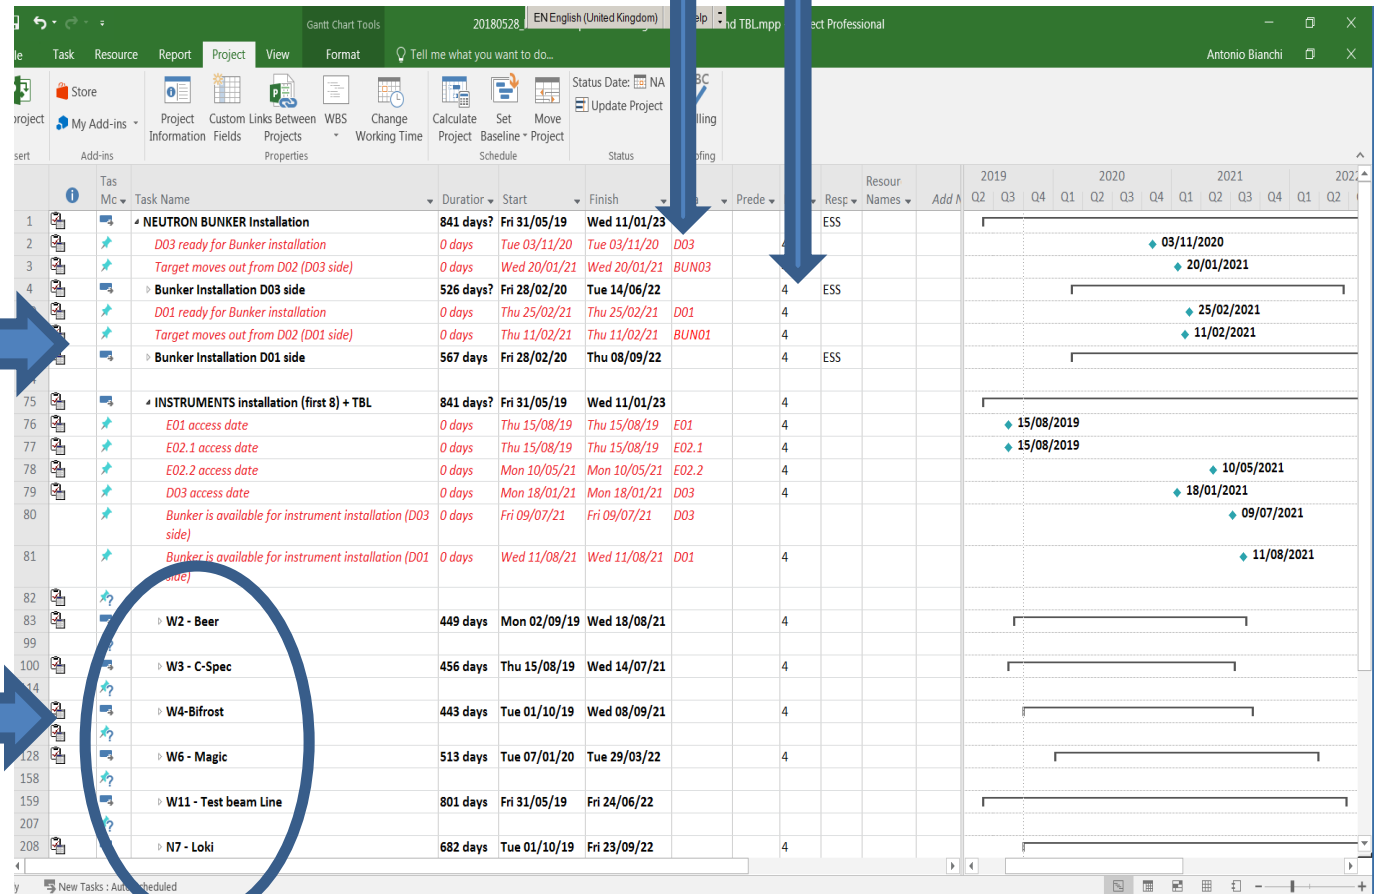 EN English (United Kingdom)
elp
Gantt Chart Tools
20180528_
nd TBL.mpp
ect Professional
le Task Resource Report Project View Format Tell me what you want to do... Antonio Bianchi
project
Store
My Add-ins
Project Information
Custom Fields
Links Between Projects
WBS
Change Working Time
Calculate Project
Set Baseline
Move Project
Status Date: NA
Update Project
BC
lling
sert Add-ins Properties Schedule Status ofing
Tas Mc Task Name Duration Start Finish Prede Resp Resour Names Add N
2019 2020 2021 2022
Q2 Q3 Q4 Q1 Q2 Q3 Q4 Q1 Q2 Q3 Q4 Q1 Q2
1 NEUTRON BUNKER Installation 841 days? Fri 31/05/19 Wed 11/01/23 ESS
2 D03 ready for Bunker installation 0 days Tue 03/11/20 Tue 03/11/20 D03 4 03/11/2020
3 Target moves out from D02 (D03 side) 0 days Wed 20/01/21 Wed 20/01/21 BUN03 20/01/2021
4 Bunker Installation D03 side 526 days? Fri 28/02/20 Tue 14/06/22 4 ESS
D01 ready for Bunker installation 0 days Thu 25/02/21 Thu 25/02/21 D01 4 25/02/2021
Target moves out from D02 (D01 side) 0 days Thu 11/02/21 Thu 11/02/21 BUN01 4 11/02/2021
Bunker Installation D01 side 567 days Fri 28/02/20 Thu 08/09/22 4 ESS
75 INSTRUMENTS installation (first 8) + TBL 841 days? Fri 31/05/19 Wed 11/01/23 4
76 E01 access date 0 days Thu 15/08/19 Thu 15/08/19 E01 4 15/08/2019
77 E02.1 access date 0 days Thu 15/08/19 Thu 15/08/19 E02.1 4 15/08/2019
78 E02.2 access date 0 days Mon 10/05/21 Mon 10/05/21 E02.2 4 10/05/2021
79 D03 access date 0 days Mon 18/01/21 Mon 18/01/21 D03 4 18/01/2021
80 Bunker is available for instrument installation (D03 0 days Fri 09/07/21 Fri 09/07/21 D03 09/07/2021
side)
81 Bunker is available for instrument installation (D01 0 days Wed 11/08/21 Wed 11/08/21 D01 4 11/08/2021
side)
82
83 W2 - Beer 449 days Mon 02/09/19 Wed 18/08/21 4
99
100 W3 - C-Spec 456 days Thu 15/08/19 Wed 14/07/21 4
114
W4-Bifrost 443 days Tue 01/10/19 Wed 08/09/21 4
128 W6 - Magic 513 days Tue 07/01/20 Tue 29/03/22 4
158
159 W11 - Test beam Line 801 days Fri 31/05/19 Fri 24/06/22
207
208 N7 - Loki 682 days Tue 01/10/19 Fri 23/09/22 4
y New Tasks : Auto Scheduled